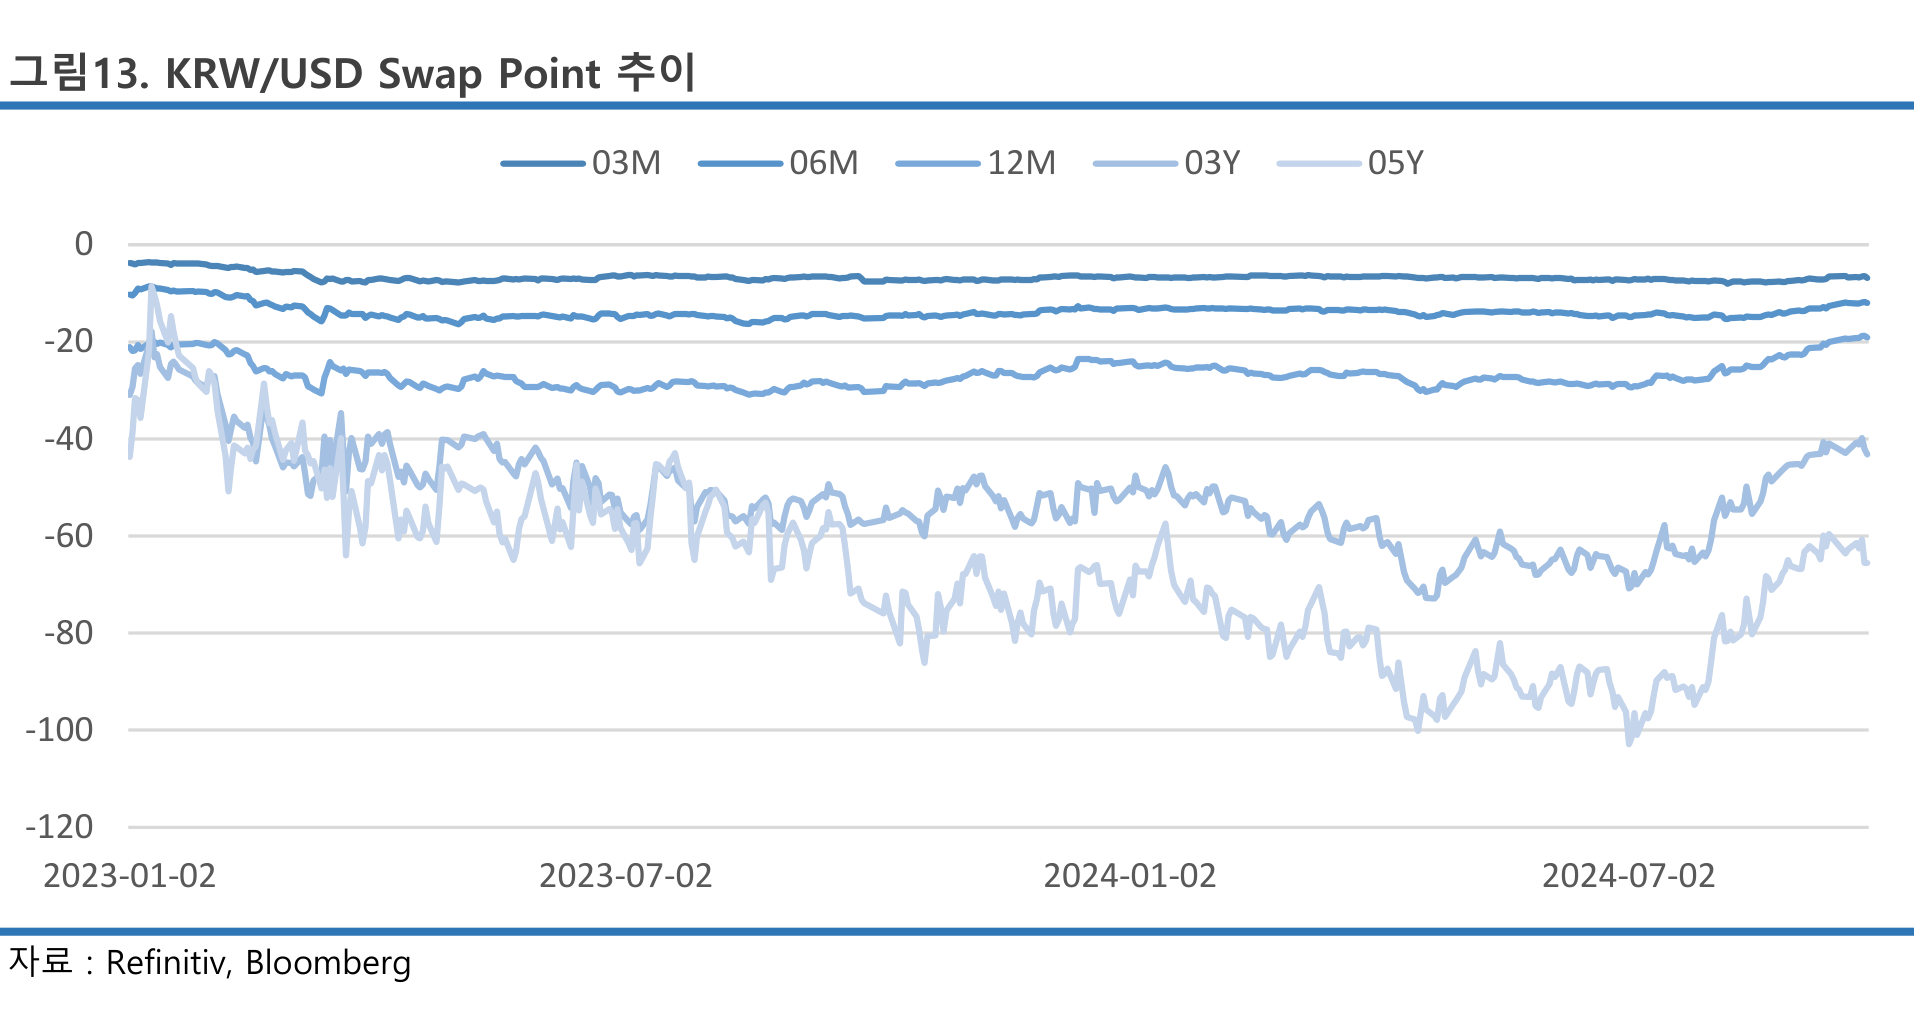 그림13. KRW/USD Swap Point 추이
03M 06M 12M 03Y 05Y
0
-20
-40
-60
-80
-100
-120
2023-01-02 2023-07-02 2024-01-02 2024-07-02
자료 : Refinitiv, Bloomberg